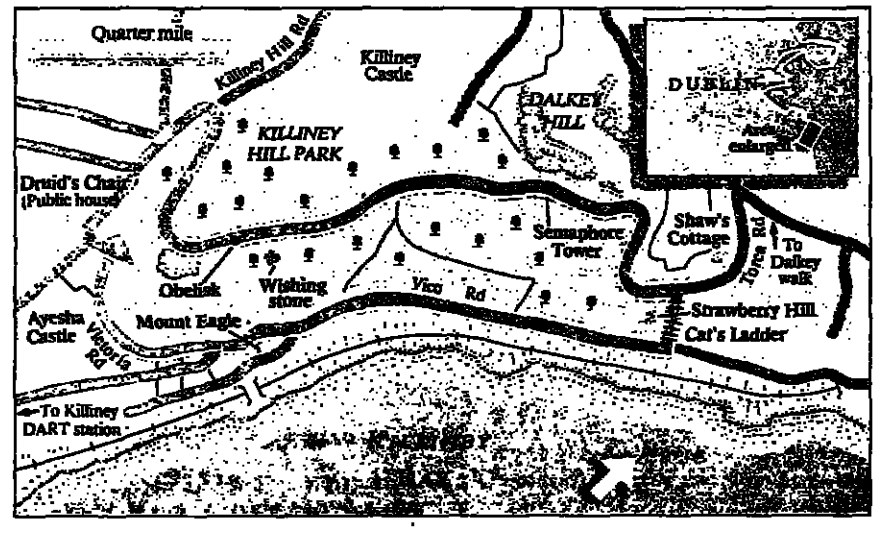 Quarter mile
Killiney Hill Rd
Killiney
Castle
DALKEY
HILL
DUBLIN
Area
enlarged
KILLINEY
HILL PARK
Druid's Chair
(Public house)
Semaphore
Tower
Shaw's
Cottage
Torca Rd
To
Dalkey
walk
Obelisk
Wishing
stone
Vico Rd
Strawberry Hill
Cat's Ladder
Ayesha
Castle
Victoria
Rd
Mount Eagle
To Killiney
DART station